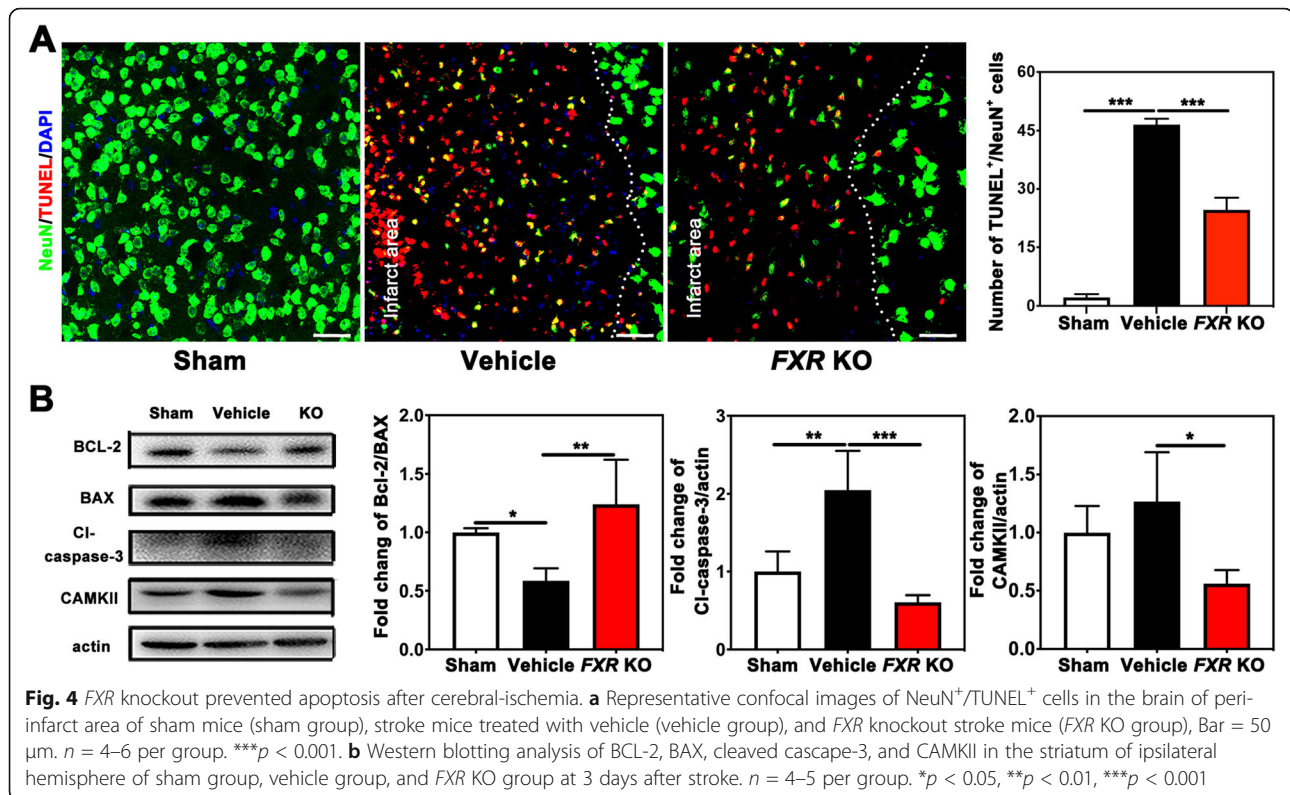 A
NeuN/TUNEL/DAPI
Infarct area
Infarct area
Sham
Vehicle
FXR KO
Number of TUNEL⁺/NeuN⁺ cells
60
45
30
15
0
***
***
Sham Vehicle FXR KO
B
Sham Vehicle KO
BCL-2
BAX
Cl-
caspase-3
CAMKII
actin
Fold chang of Bcl-2/BAX
2.0
1.5
1.0
0.5
0.0
*
**
Sham Vehicle FXR KO
Fold change of
Cl-caspase-3/actin
3
2
1
0
**
***
Sham Vehicle FXR KO
Fold change of
CAMKII/actin
2.0
1.5
1.0
0.5
0.0
*
Sham Vehicle FXR KO
Fig. 4 FXR knockout prevented apoptosis after cerebral-ischemia. a Representative confocal images of NeuN⁺/TUNEL⁺ cells in the brain of peri-
infarct area of sham mice (sham group), stroke mice treated with vehicle (vehicle group), and FXR knockout stroke mice (FXR KO group), Bar = 50
μm. n = 4–6 per group. ***p < 0.001. b Western blotting analysis of BCL-2, BAX, cleaved cascape-3, and CAMKII in the striatum of ipsilateral
hemisphere of sham group, vehicle group, and FXR KO group at 3 days after stroke. n = 4–5 per group. *p < 0.05, **p < 0.01, ***p < 0.001